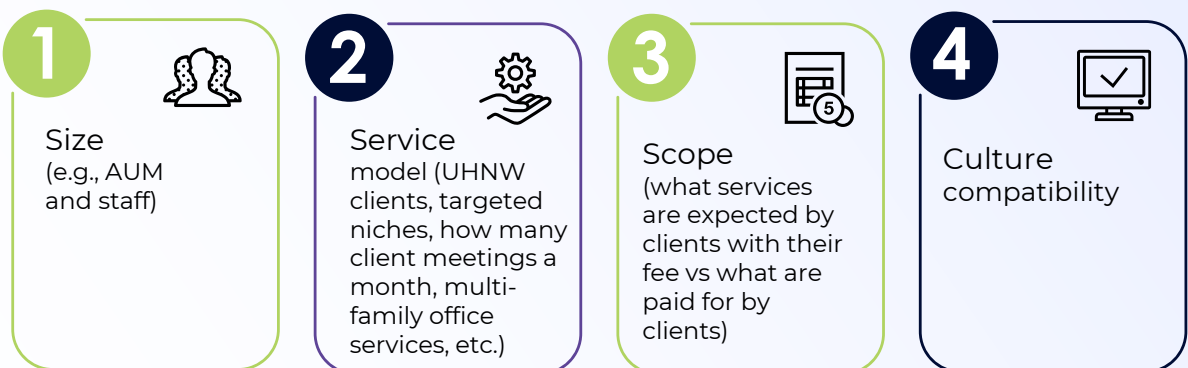 1
Size
(e.g., AUM
and staff)
2
Service
model (UHNW
clients, targeted
niches, how many
client meetings a
month, multi-
family office
services, etc.)
3
5
Scope
(what services
are expected by
clients with their
fee vs what are
paid for by
clients)
4
Culture
compatibility